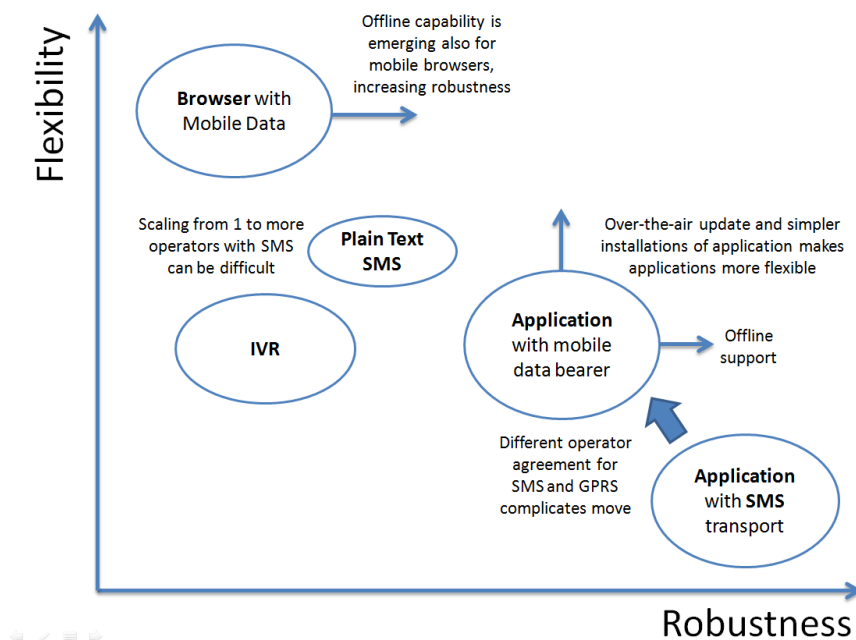 Flexibility
Offline capability is
emerging also for
mobile browsers,
increasing robustness
Browser with
Mobile Data
Scaling from 1 to more
operators with SMS
can be difficult
Plain Text
SMS
Over-the-air update and simpler
installations of application makes
applications more flexible
IVR
Application
with mobile
data bearer
Offline
support
Different operator
agreement for
SMS and GPRS
complicates move
Application
with SMS
transport
Robustness